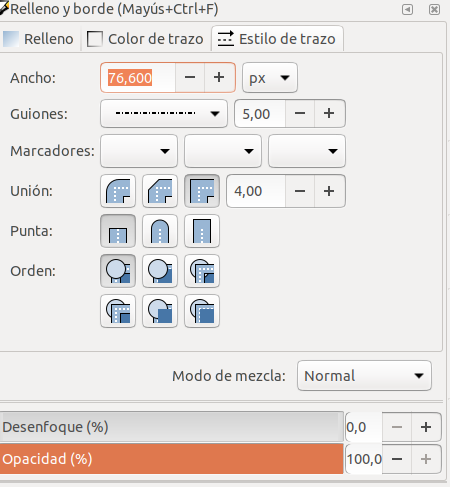 Relleno y borde (Mayús+Ctrl+F)
Relleno Color de trazo Estilo de trazo
Ancho: 76,600 − + px
Guiones: 5,00 − +
Marcadores:
Unión: 4,00 − +
Punta:
Orden:
Modo de mezcla: Normal
Desenfoque (%) 0,0 − +
Opacidad (%) 100,0 − +